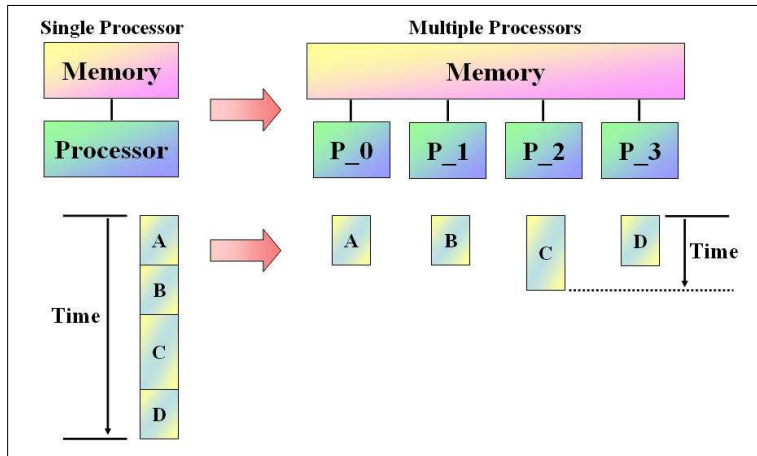 Single Processor
Memory
Processor
Multiple Processors
Memory
P_0 P_1 P_2 P_3
Time
A
B
C
D
A B C D
Time